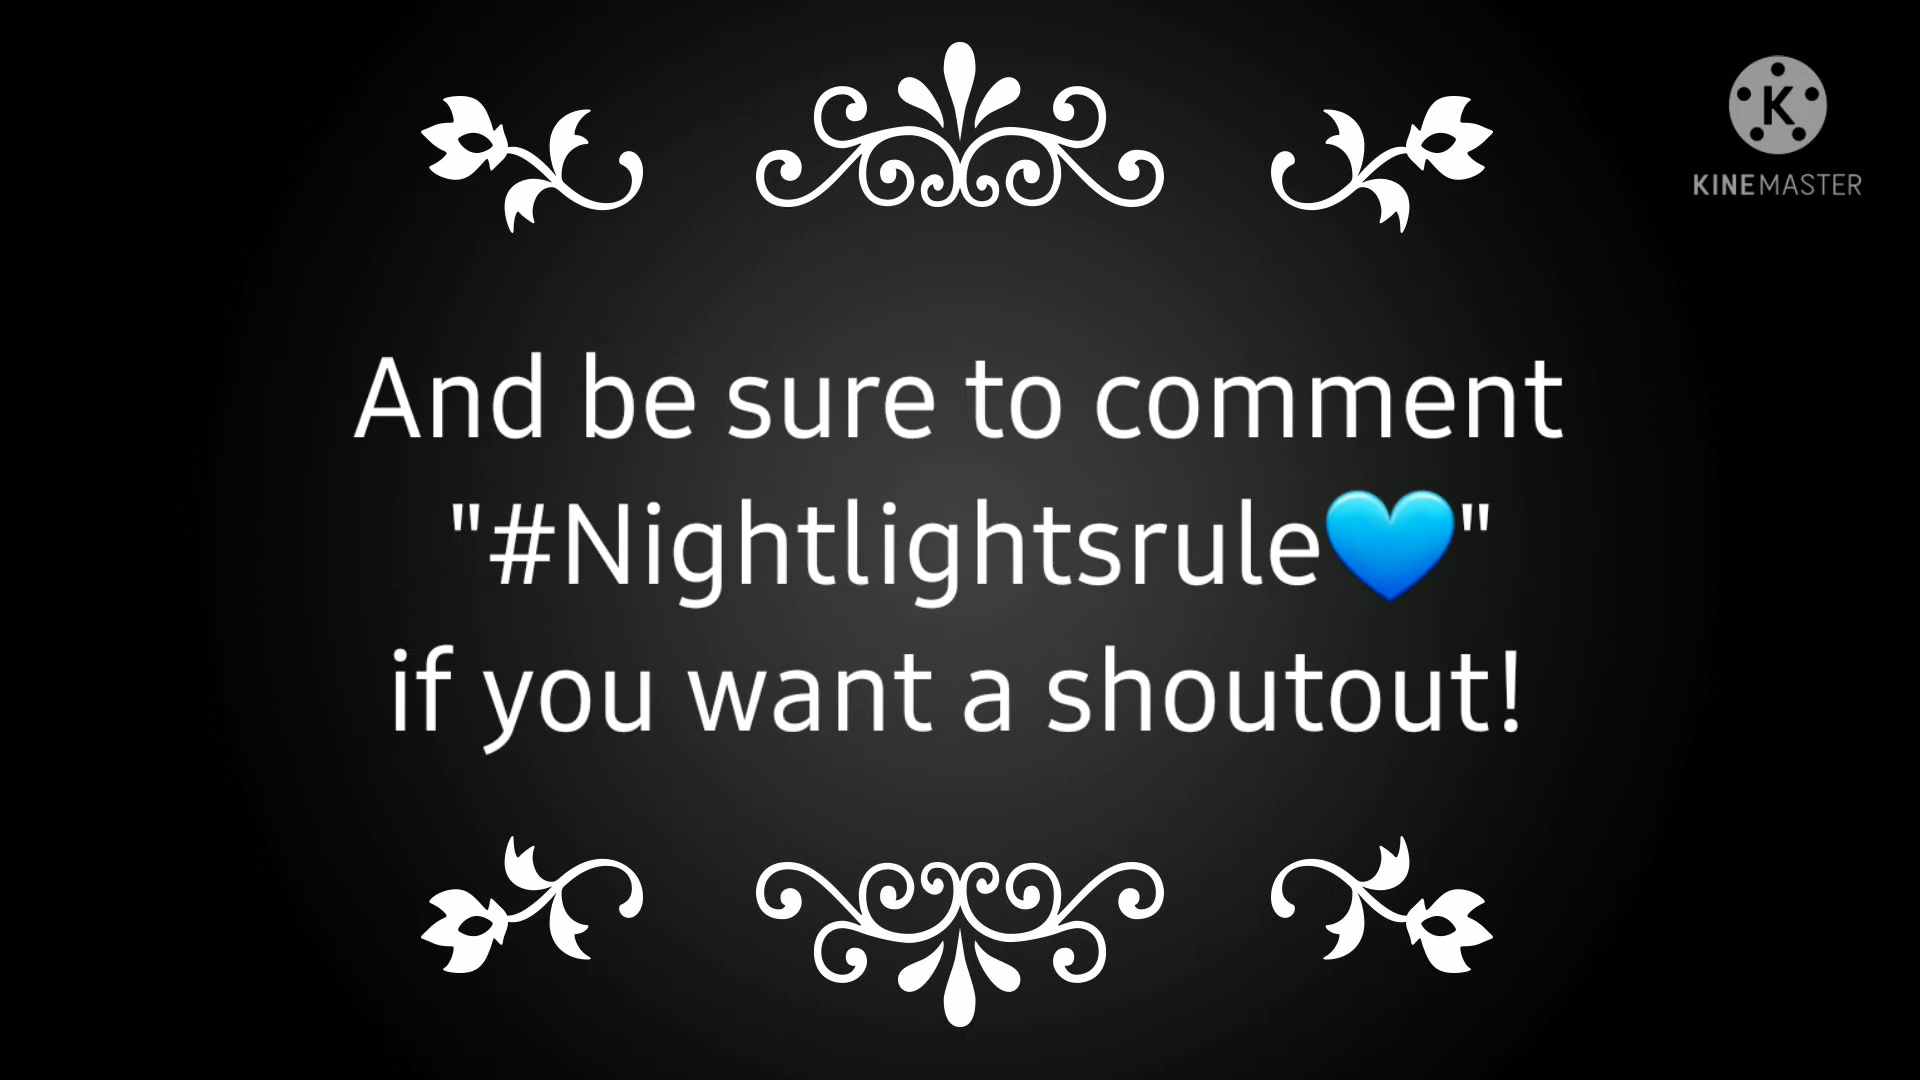 K
KINEMASTER
And be sure to comment
"#Nightlightsrule💙"
if you want a shoutout!